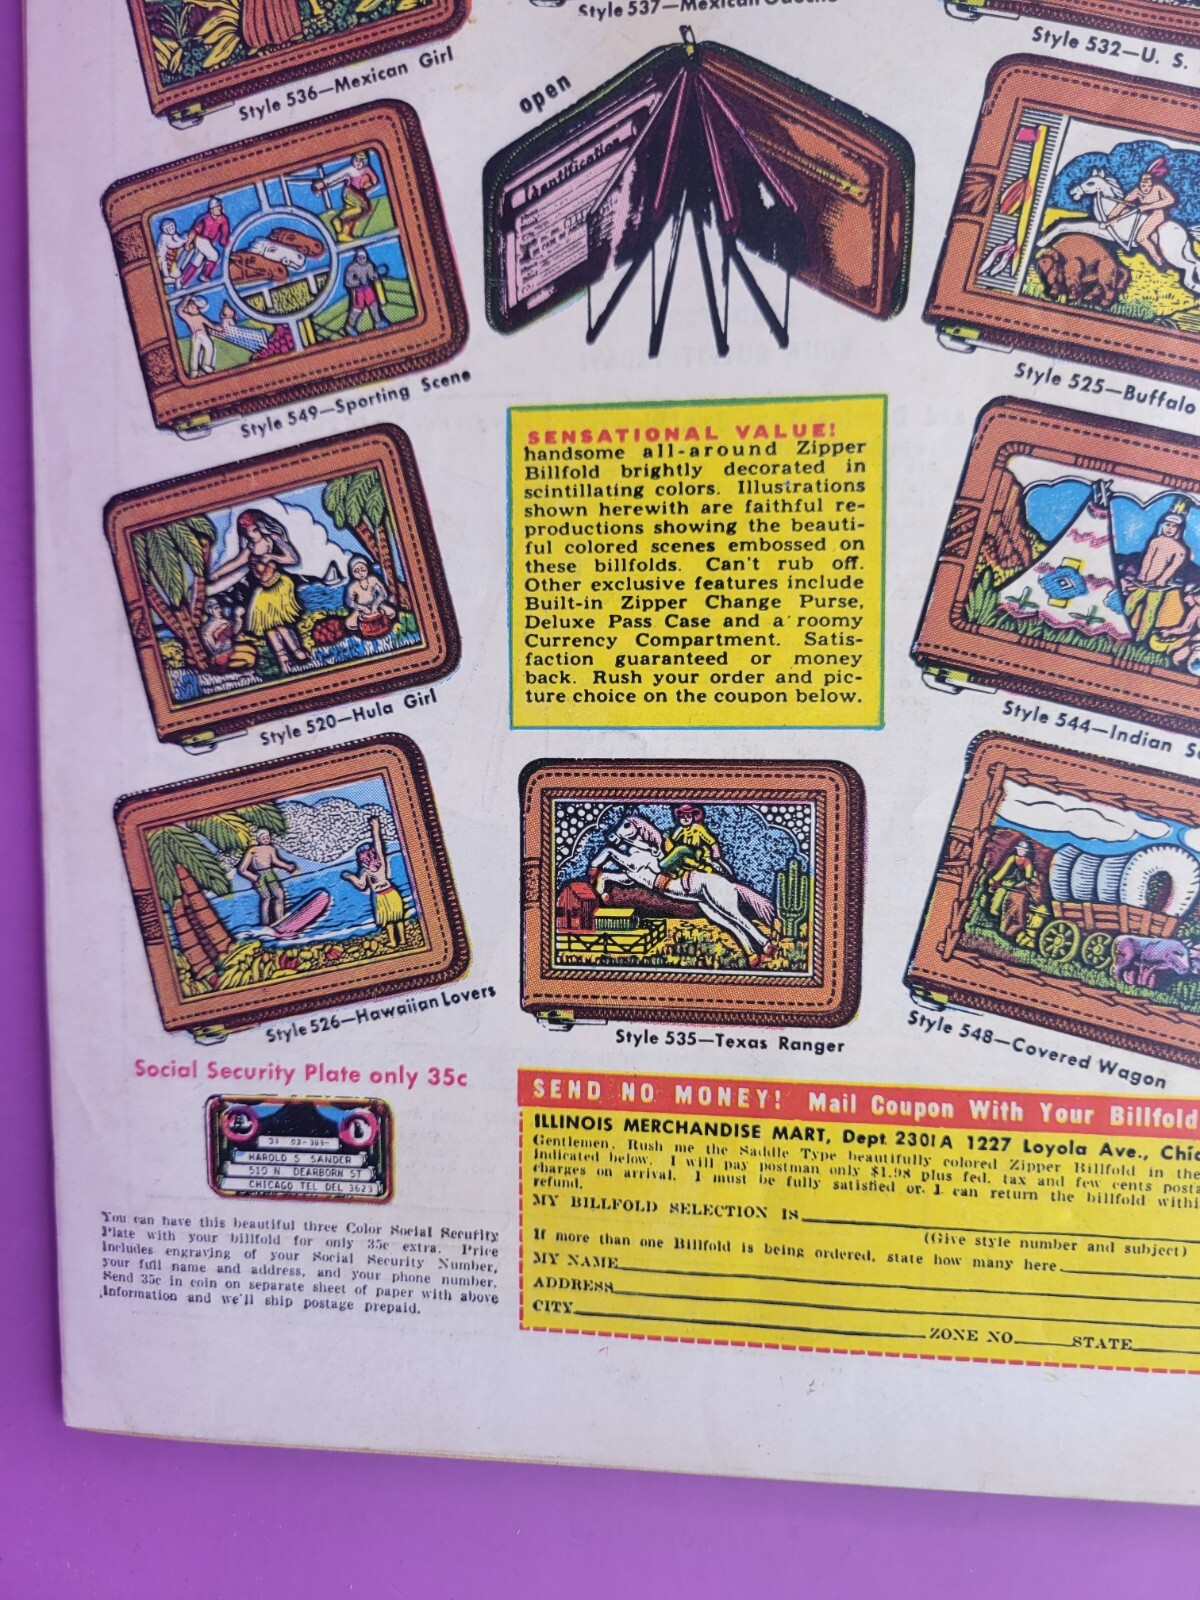 Style 537—Mexican
Style 532—U. S.
Style 536—Mexican Girl
open
Identification
Style 549—Sporting Scene
Style 525—Buffalo
SENSATIONAL VALUE!
handsome all-around Zipper
Billfold brightly decorated in
scintillating colors. Illustrations
shown herewith are faithful re-
productions showing the beauti-
ful colored scenes embossed on
these billfolds. Can't rub off.
Other exclusive features include
Built-in Zipper Change Purse,
Deluxe Pass Case and a roomy
Currency Compartment. Satis-
faction guaranteed or money
back. Rush your order and pic-
ture choice on the coupon below.
Style 520—Hula Girl
Style 544—Indian
Style 526—Hawaiian Lovers
Style 535—Texas Ranger
Style 548—Covered Wagon
Social Security Plate only 35c
HAROLD S SANDER
510 N DEARBORN ST
CHICAGO TEL DEL 3623
You can have this beautiful three Color Social Security
Plate with your billfold for only 35c extra. Price
Includes engraving of your Social Security Number,
your full name and address, and your phone number.
Send 35c in coin on separate sheet of paper with above
Information and we'll ship postage prepaid.
SEND NO MONEY! Mail Coupon With Your Billfold
ILLINOIS MERCHANDISE MART, Dept 2301A 1227 Loyola Ave., Chic
Gentlemen. Rush me the Saddle Type beautifully colored Zipper Billfold in the
indicated below. I will pay postman only $1.98 plus fed. tax and few cents posta
charges on arrival. I must be fully satisfied or I can return the billfold withi
refund.
MY BILLFOLD SELECTION IS
(Give style number and subject)
If more than one Billfold is being ordered, state how many here
MY NAME
ADDRESS
CITY ZONE NO. STATE